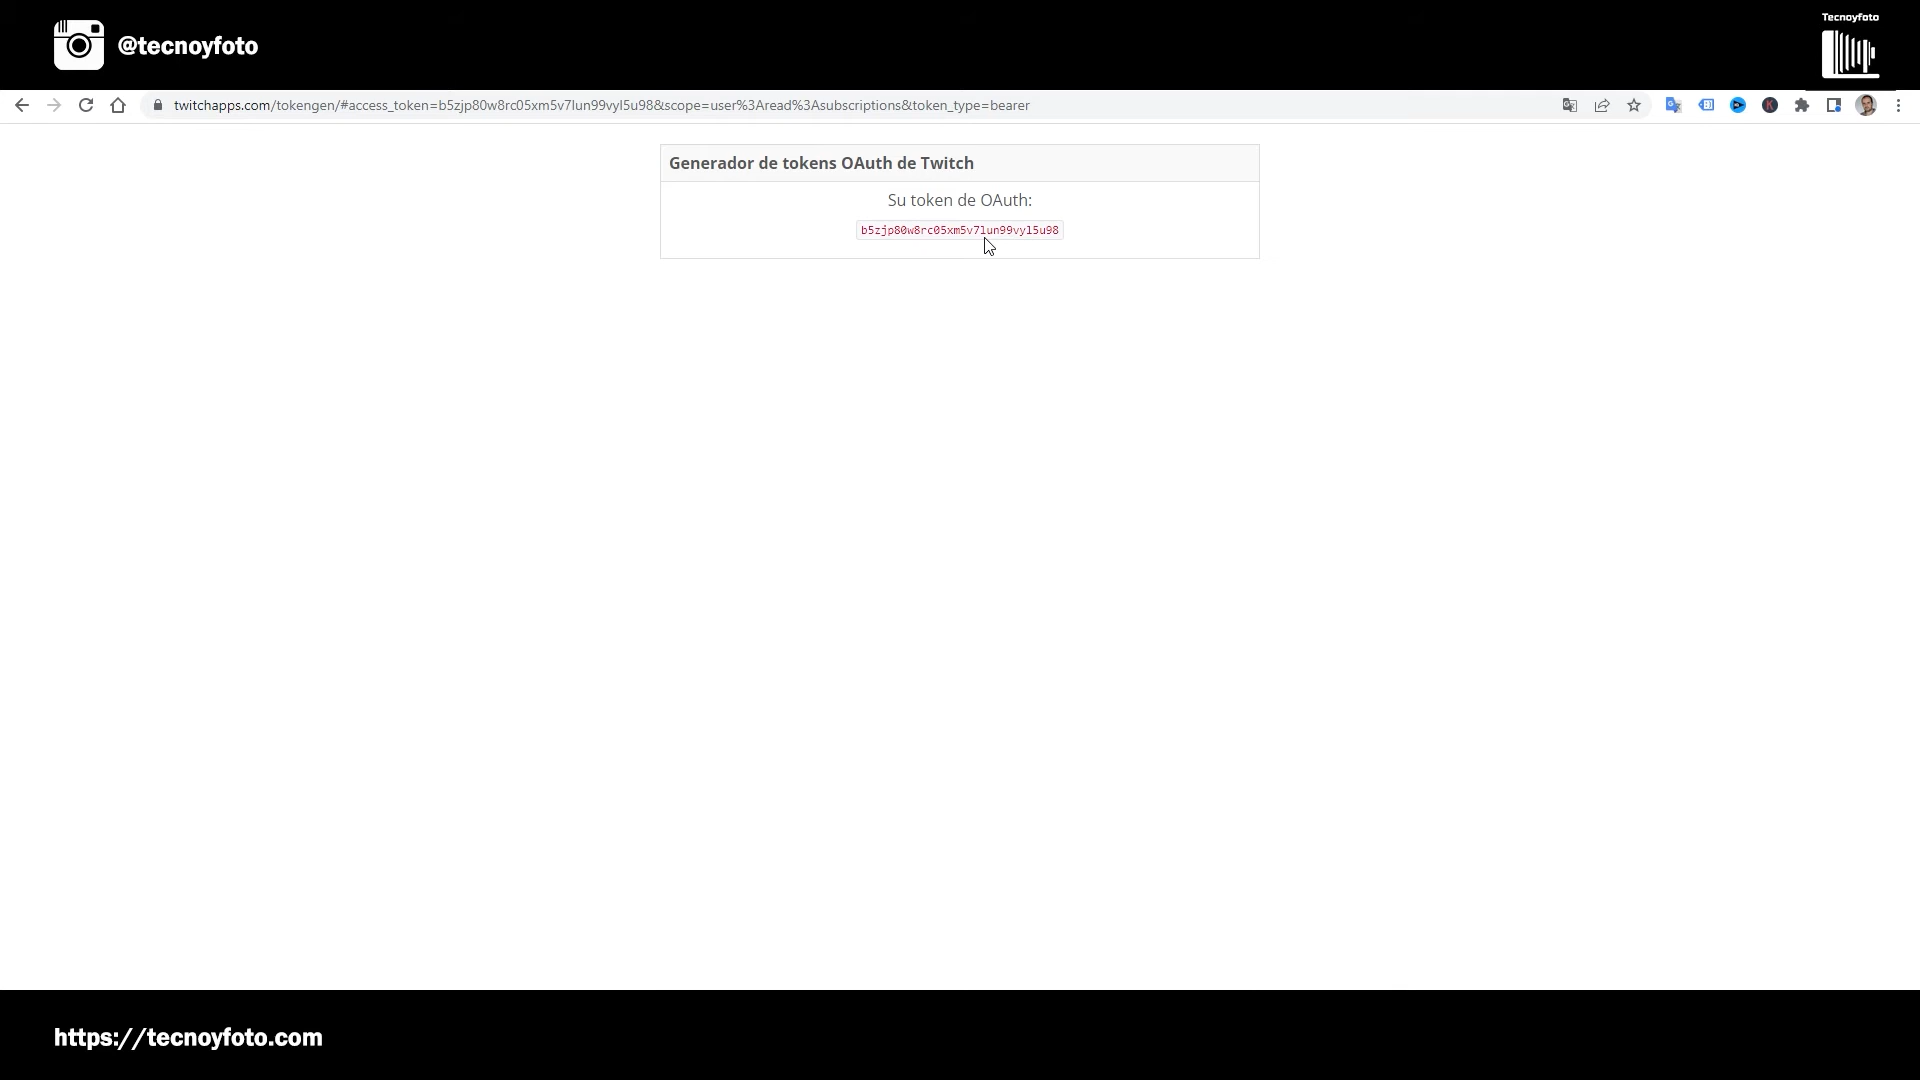 @tecnoyfoto
Tecnoyfoto
twitchapps.com/tokengen/#access_token=b5zjp80w8rc05xm5v7lun99vyl5u98&scope=user%3Aread%3Asubscriptions&token_type=bearer
Generador de tokens OAuth de Twitch
Su token de OAuth:
b5zjp80w8rc05xm5v7lun99vyl5u98
https://tecnoyfoto.com